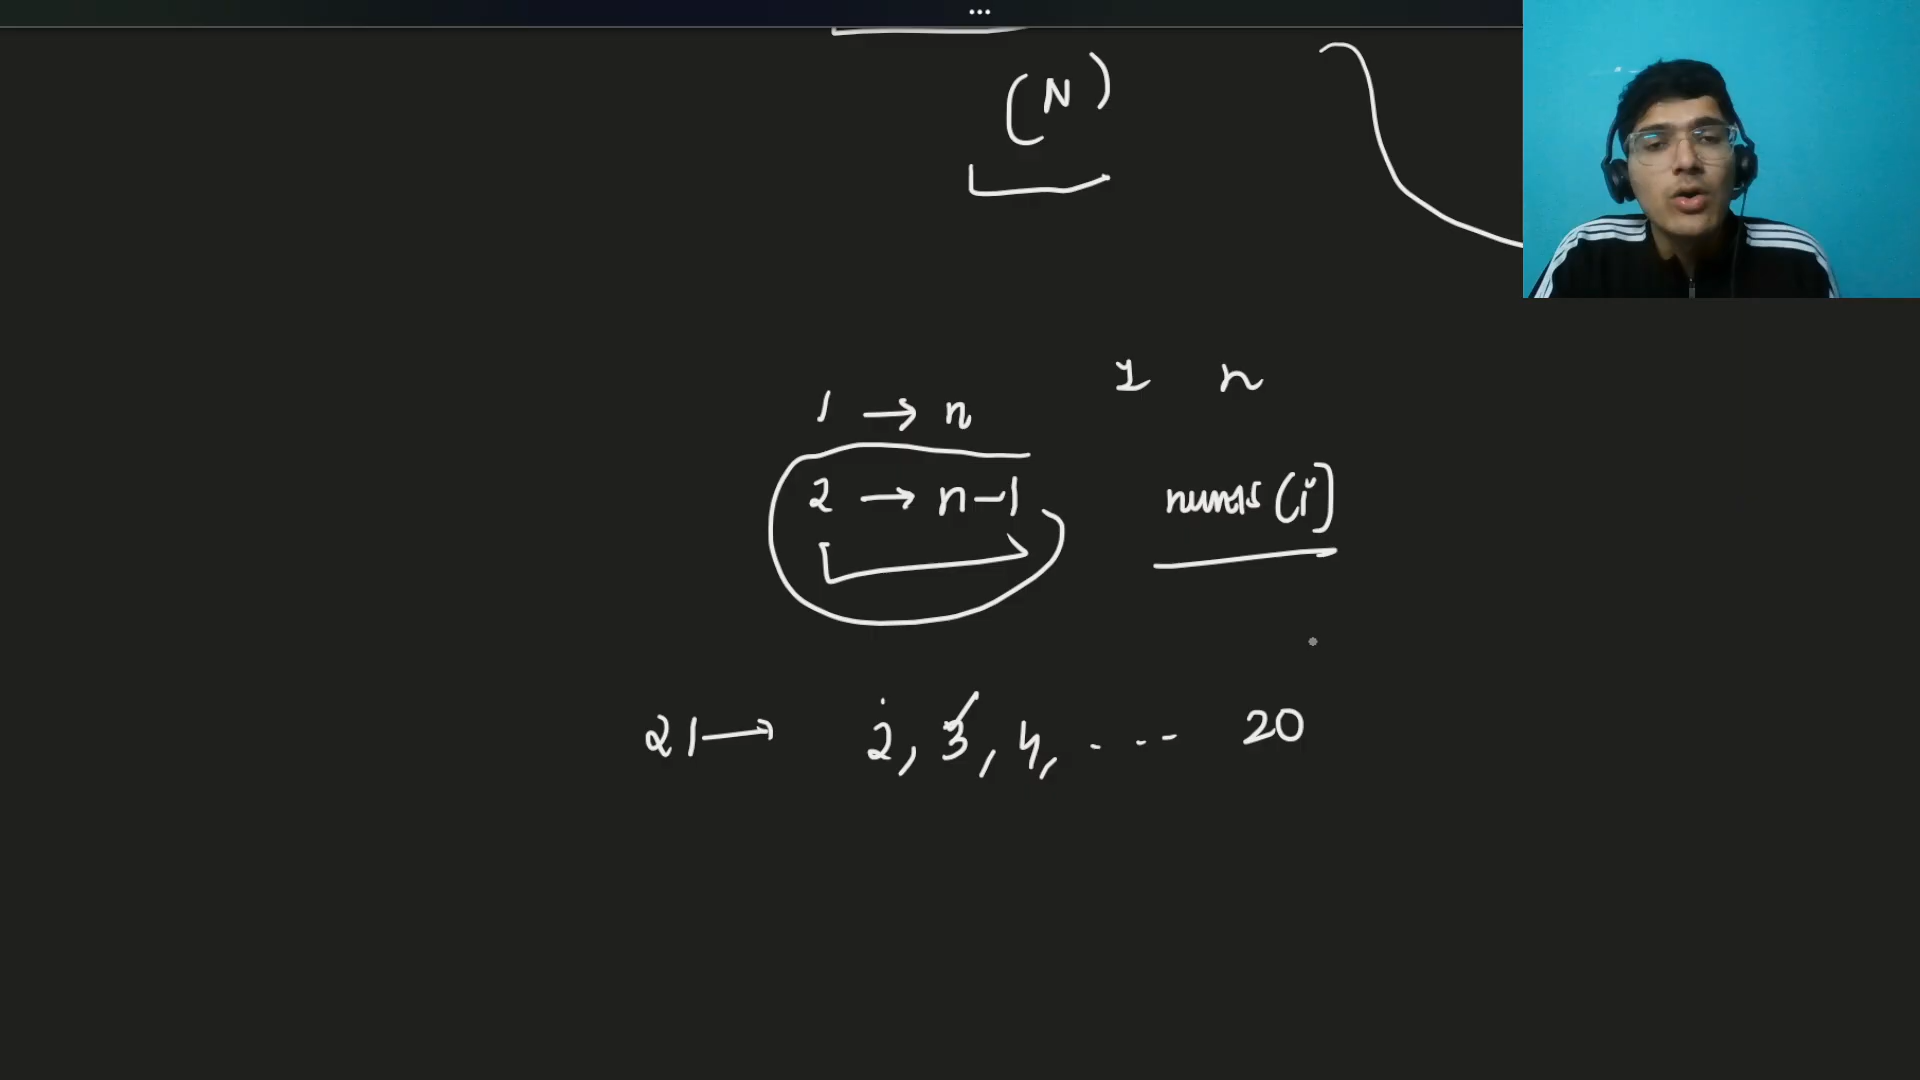 ...
(N)
1 n
1 → n
2 → n-1
nums(i]
21 → 2, 3, 4, . . -- 20